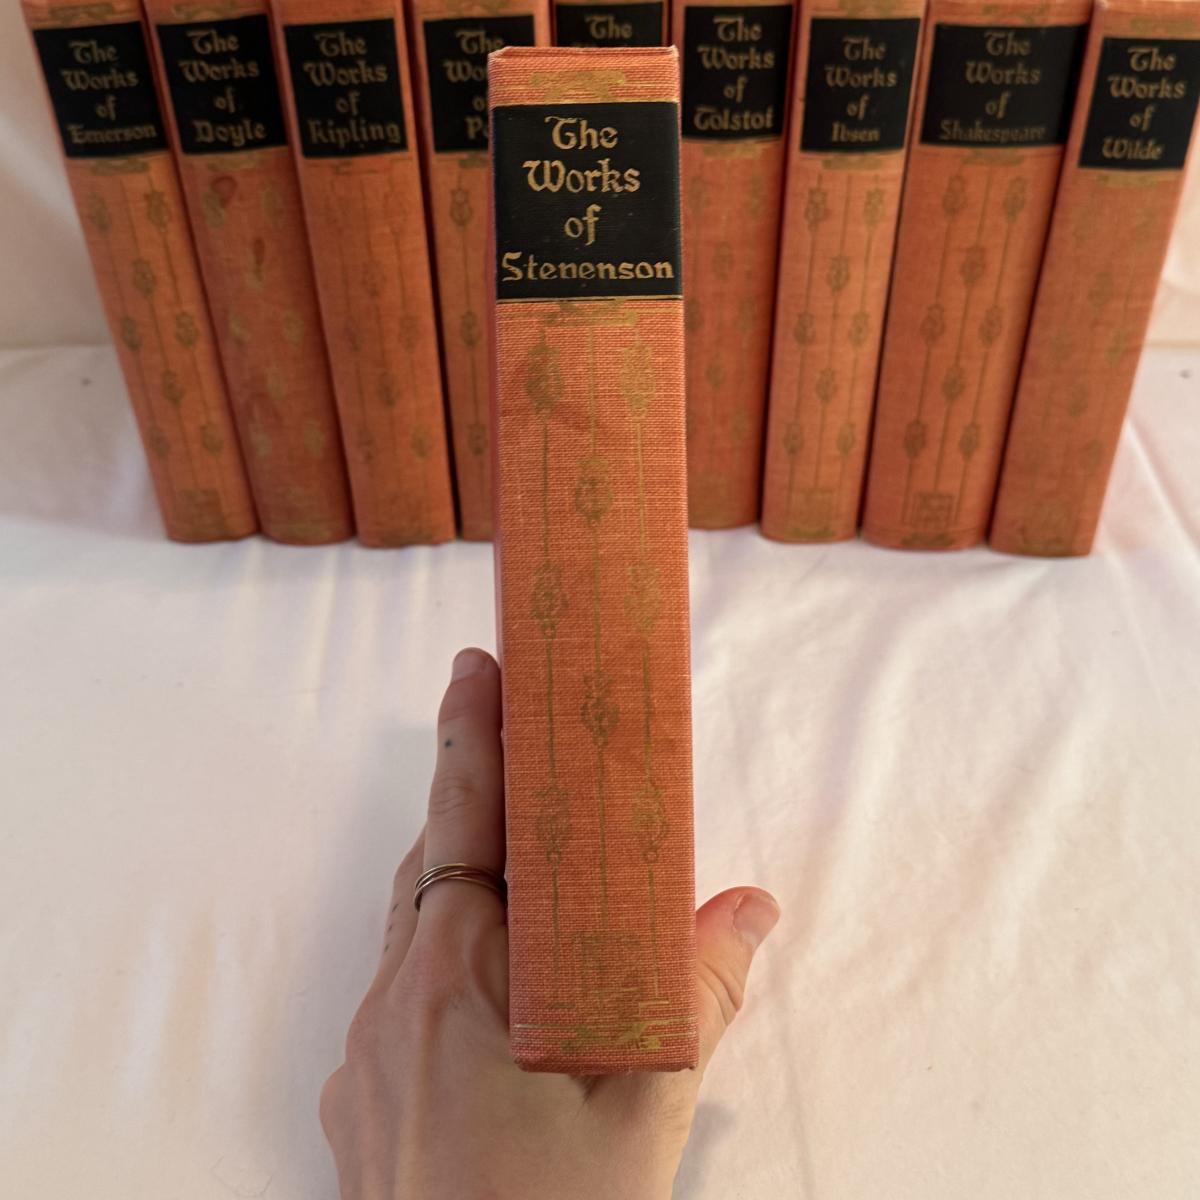 The
Works
of
Emerson
The
Works
of
Doyle
The
Works
of
Kipling
The
The
The
Works
of
Tolstoi
The
Works
of
Ibsen
The
Works
of
Shakespeare
The
Works
of
Wilde
The
Works
of
Stenenson